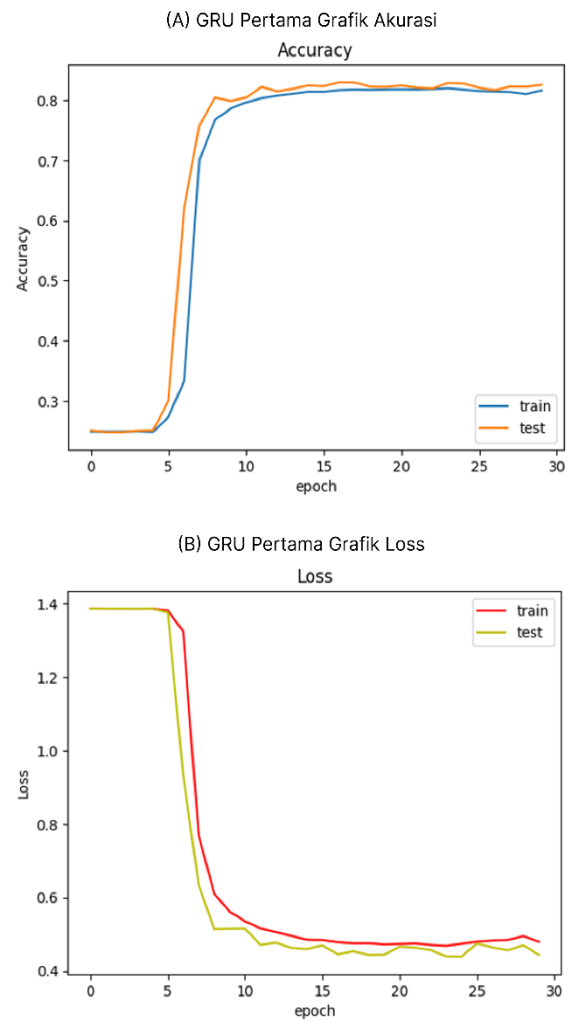 (A) GRU Pertama Grafik Akurasi
Accuracy
0.8
0.7
0.6
0.5
0.4
0.3
Accuracy
train
test
0 5 10 15 20 25 30
epoch
(B) GRU Pertama Grafik Loss
Loss
1.4
1.2
1.0
0.8
0.6
0.4
Loss
train
test
0 5 10 15 20 25 30
epoch